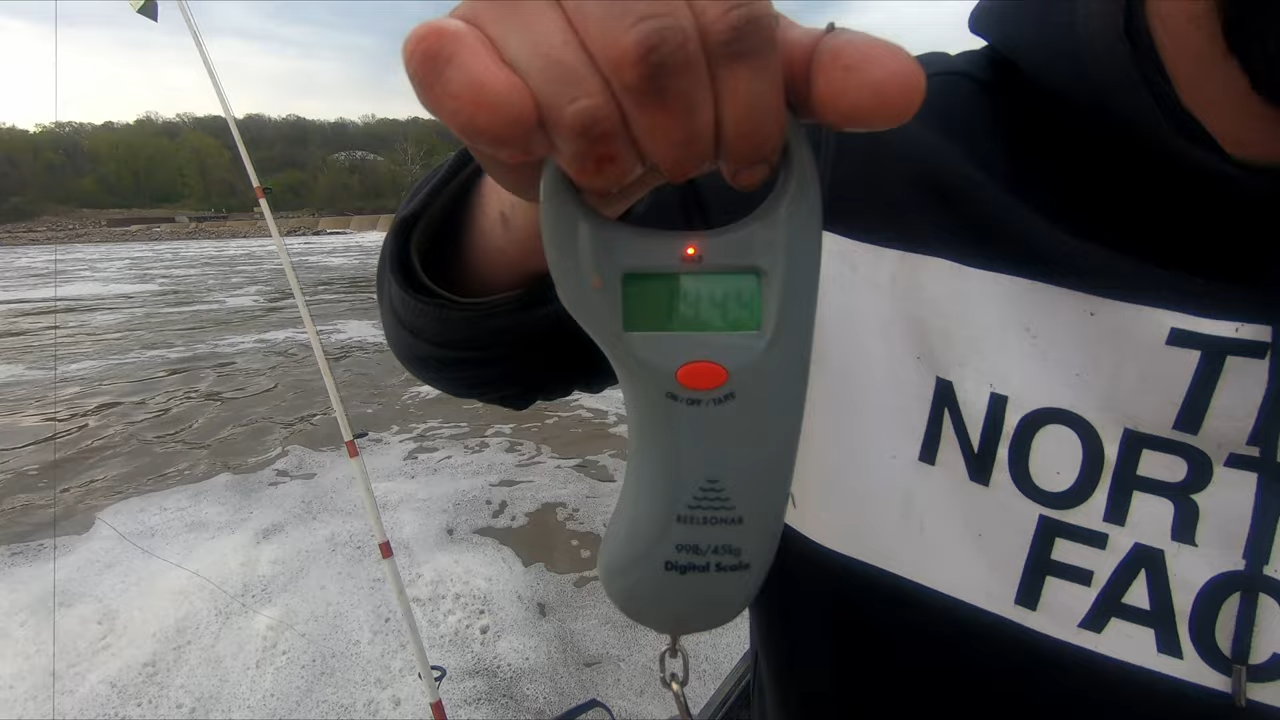 ON / OFF / TARE
REELSONAR
99lb/45kg
Digital Scale
NORT
FAC